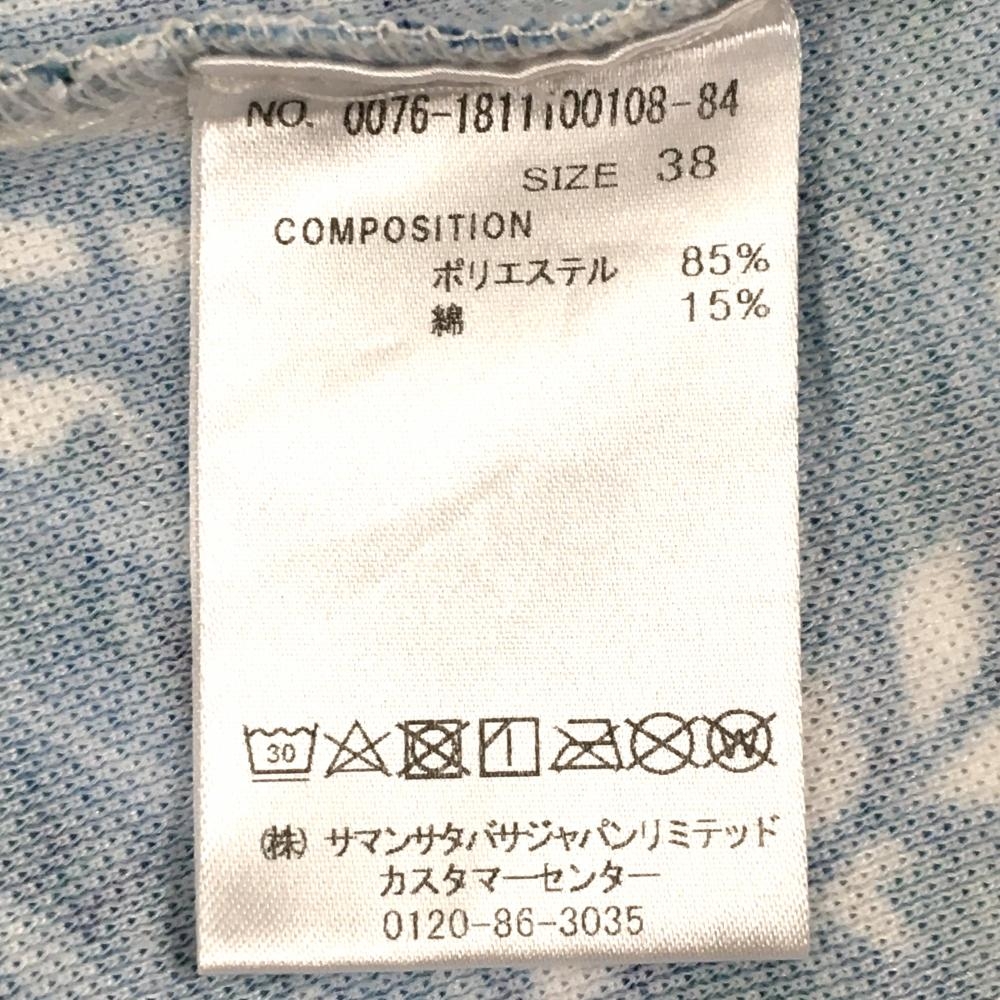 NO. 0076-1811100108-84
SIZE 38
COMPOSITION
ポリエステル 85%
綿 15%
30
W
㈱ サマンサタバサジャパンリミテッド
カスタマーセンター
0120-86-3035